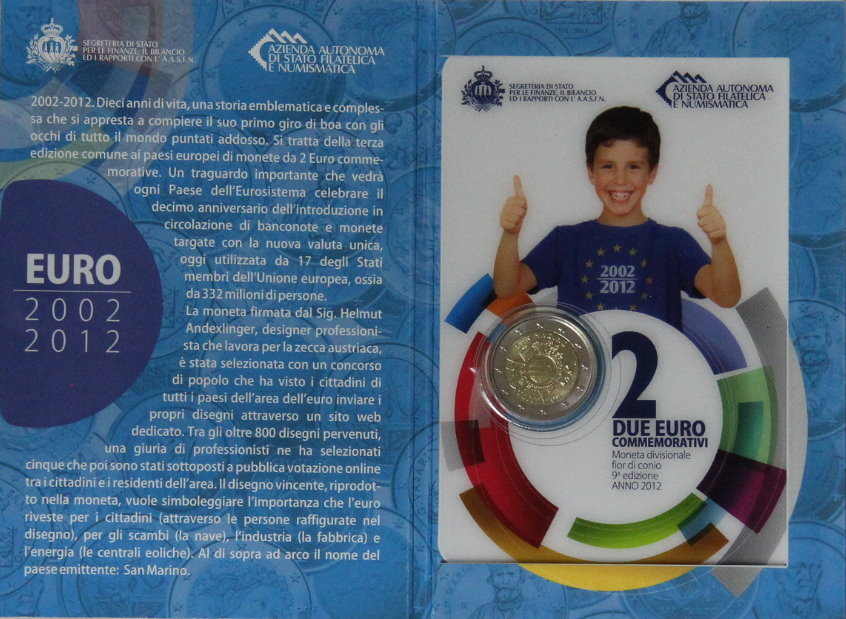 SEGRETERIA DI STATO
PER LE FINANZE, IL BILANCIO
ED I RAPPORTI CON L' A.A.S.F.N.
AZIENDA AUTONOMA
DI STATO FILATELICA
E NUMISMATICA
2002-2012. Dieci anni di vita, una storia emblematica e comples-
sa che si appresta a compiere il suo primo giro di boa con gli
occhi di tutto il mondo puntati addosso. Si tratta della terza
edizione comune ai paesi europei di monete da 2 Euro comme-
morative. Un traguardo importante che vedrà
ogni Paese dell'Eurosistema celebrare il
decimo anniversario dell'introduzione in
circolazione di banconote e monete
targate con la nuova valuta unica,
oggi utilizzata da 17 degli Stati
membri dell'Unione europea, ossia
da 332 milioni di persone.
La moneta firmata dal Sig. Helmut
Andexlinger, designer professioni-
sta che lavora per la zecca austriaca,
è stata selezionata con un concorso
di popolo che ha visto i cittadini di
tutti i paesi dell'area dell'euro inviare i
propri disegni attraverso un sito web
dedicato. Tra gli oltre 800 disegni pervenuti,
una giuria di professionisti ne ha selezionati
cinque che poi sono stati sottoposti a pubblica votazione online
tra i cittadini e i residenti dell'area. Il disegno vincente, riprodot-
to nella moneta, vuole simboleggiare l'importanza che l'euro
riveste per i cittadini (attraverso le persone raffigurate nel
disegno), per gli scambi (la nave), l'industria (la fabbrica) e
l'energia (le centrali eoliche). Al di sopra ad arco il nome del
paese emittente: San Marino.
EURO
2002
2012
SEGRETERIA DI STATO
PER LE FINANZE, IL BILANCIO
ED I RAPPORTI CON L' A.A.S.F.N.
AZIENDA AUTONOMA
DI STATO FILATELICA
E NUMISMATICA
2002
2012
2
DUE EURO
COMMEMORATIVI
Moneta divisionale
fior di conio
9ª edizione
ANNO 2012